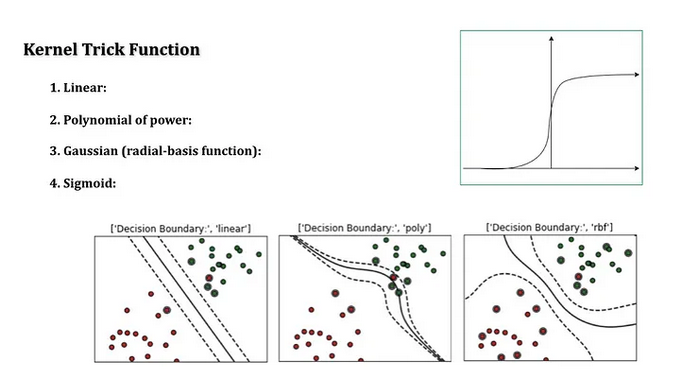 Kernel Trick Function
1. Linear:
2. Polynomial of power:
3. Gaussian (radial-basis function):
4. Sigmoid:
['Decision Boundary:', 'linear']
['Decision Boundary:', 'poly']
['Decision Boundary:', 'rbf']